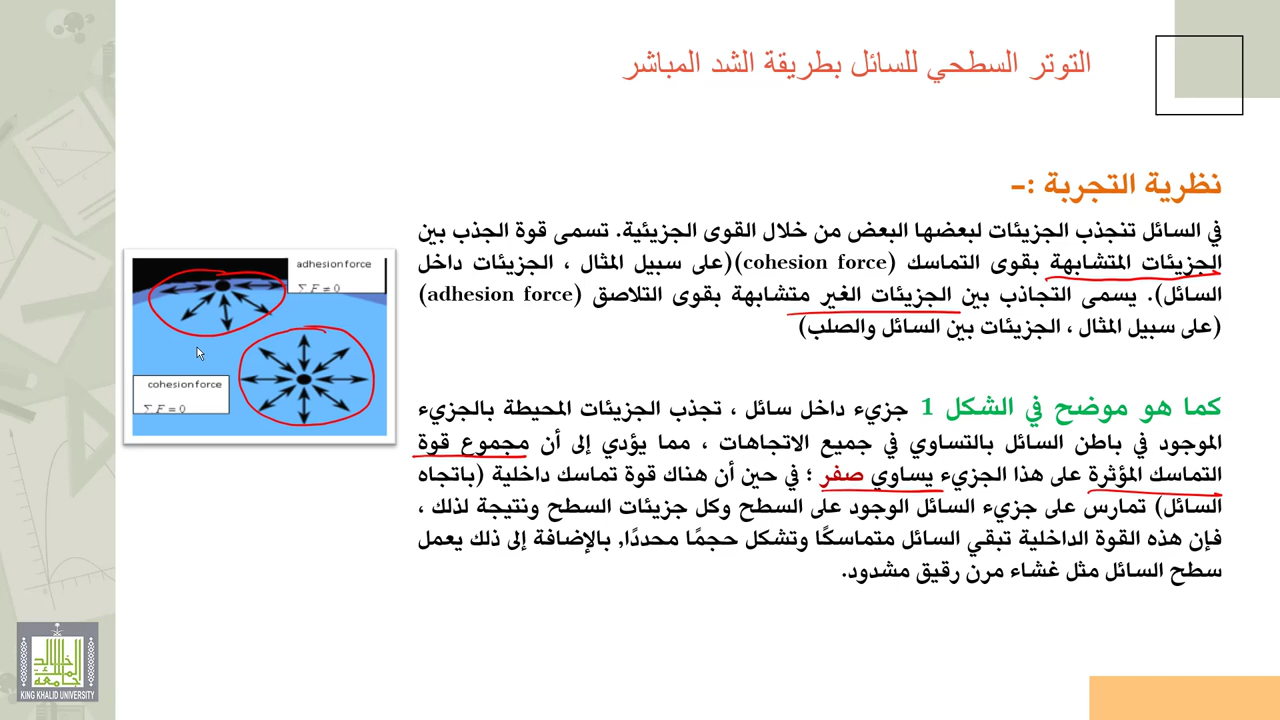 التوتر السطحي للسائل بطريقة الشد المباشر
نظرية التجربة :-
في السائل تنجذب الجزيئات لبعضها البعض من خلال القوى الجزيئية. تسمى قوة الجذب بين
الجزيئات المتشابهة بقوى التماسك (cohesion force)(على سبيل المثال ، الجزيئات داخل
السائل). يسمى التجاذب بين الجزيئات الغير متشابهة بقوى التلاصق (adhesion force)
(على سبيل المثال ، الجزيئات بين السائل والصلب)
كما هو موضح في الشكل 1 جزيء داخل سائل ، تجذب الجزيئات المحيطة بالجزيء
الموجود في باطن السائل بالتساوي في جميع الاتجاهات ، مما يؤدي إلى أن مجموع قوة
التماسك المؤثرة على هذا الجزيء يساوي صفر ؛ في حين أن هناك قوة تماسك داخلية (باتجاه
السائل) تمارس على جزيء السائل الوجود على السطح وكل جزيئات السطح ونتيجة لذلك ،
فإن هذه القوة الداخلية تبقي السائل متماسكًا وتشكل حجمًا محددًا, بالإضافة إلى ذلك يعمل
سطح السائل مثل غشاء مرن رقيق مشدود.
adhesion force
∑F≠0
cohesion force
∑F=0
جامعة الملك خالد
KING KHALID UNIVERSITY